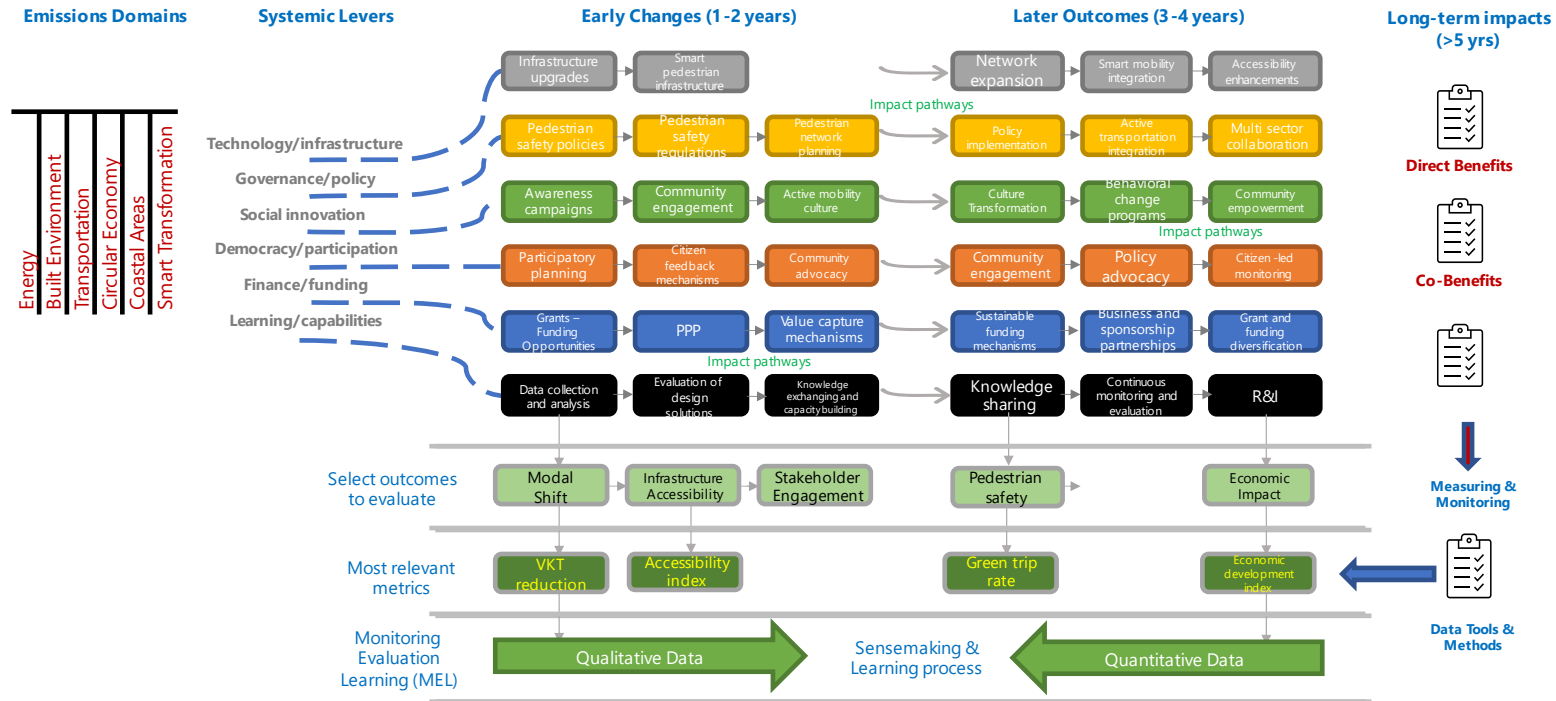 Emissions Domains
Systemic Levers
Early Changes (1-2 years)
Later Outcomes (3-4 years)
Long-term impacts
(>5 yrs)
Energy
Built Environment
Transportation
Circular Economy
Coastal Areas
Smart Transformation
Technology/infrastructure
Governance/policy
Social innovation
Democracy/participation
Finance/funding
Learning/capabilities
Infrastructure
upgrades
Smart
pedestrian
infrastructure
Network
expansion
Smart mobility
integration
Accessibility
enhancements
Impact pathways
Pedestrian
safety policies
Pedestrian
safety
regulations
Pedestrian
network
planning
Policy
implementation
Active
transportation
integration
Multi sector
collaboration
Awareness
campaigns
Community
engagement
Active mobility
culture
Culture
Transformation
Behavioral
change
programs
Community
empowerment
Impact pathways
Participatory
planning
Citizen
feedback
mechanisms
Community
advocacy
Community
engagement
Policy
advocacy
Citizen -led
monitoring
Grants –
Funding
Opportunities
PPP
Value capture
mechanisms
Sustainable
funding
mechanisms
Business and
sponsorship
partnerships
Grant and
funding
diversification
Impact pathways
Data collection
and analysis
Evaluation of
design
solutions
Knowledge
exchanging and
capacity building
Knowledge
sharing
Continuous
monitoring and
evaluation
R&I
Direct Benefits
Co-Benefits
Measuring &
Monitoring
Data Tools &
Methods
Select outcomes
to evaluate
Modal
Shift
Infrastructure
Accessibility
Stakeholder
Engagement
Pedestrian
safety
Economic
Impact
Most relevant
metrics
VKT
reduction
Accessibility
index
Green trip
rate
Economic
development
index
Monitoring
Evaluation
Learning (MEL)
Qualitative Data
Sensemaking &
Learning process
Quantitative Data